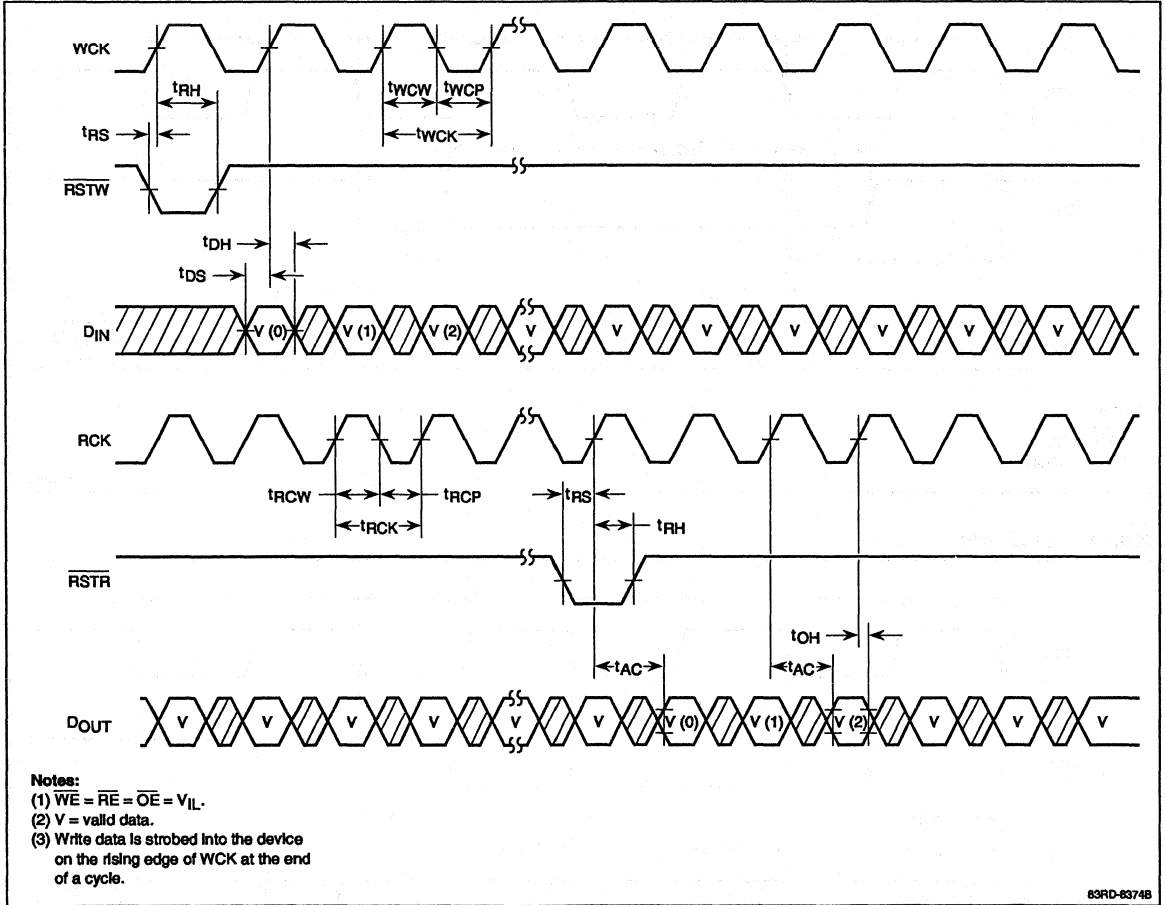 WCK
tRH
tWCW
tWCP
tRS
tWCK
RSTW
tDH
tDS
DIN
V (0)
V (1)
V (2)
V
V
V
V
V
V
V
RCK
tRCW
tRCP
tRS
tRCK
tRH
RSTR
tOH
tAC
tAC
DOUT
V
V
V
V
V
V
V (0)
V (1)
V (2)
V
V
V
Notes:
(1) WE = RE = OE = VIL.
(2) V = valid data.
(3) Write data is strobed into the device
on the rising edge of WCK at the end
of a cycle.
83RD-8374B